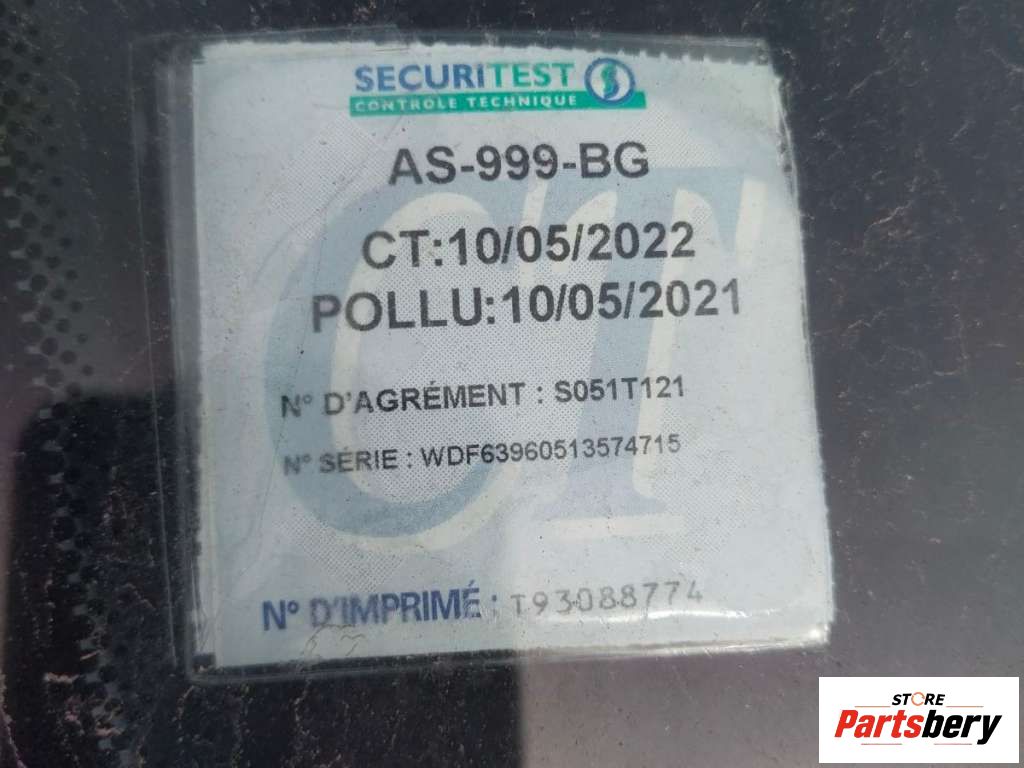 SECURITEST
CONTROLE TECHNIQUE
AS-999-BG
CT:10/05/2022
POLLU:10/05/2021
N° D'AGRÉMENT : S051T121
N° SÉRIE : WDF63960513574715
N° D'IMPRIMÉ : T93088774
CT
STORE
Partsbery